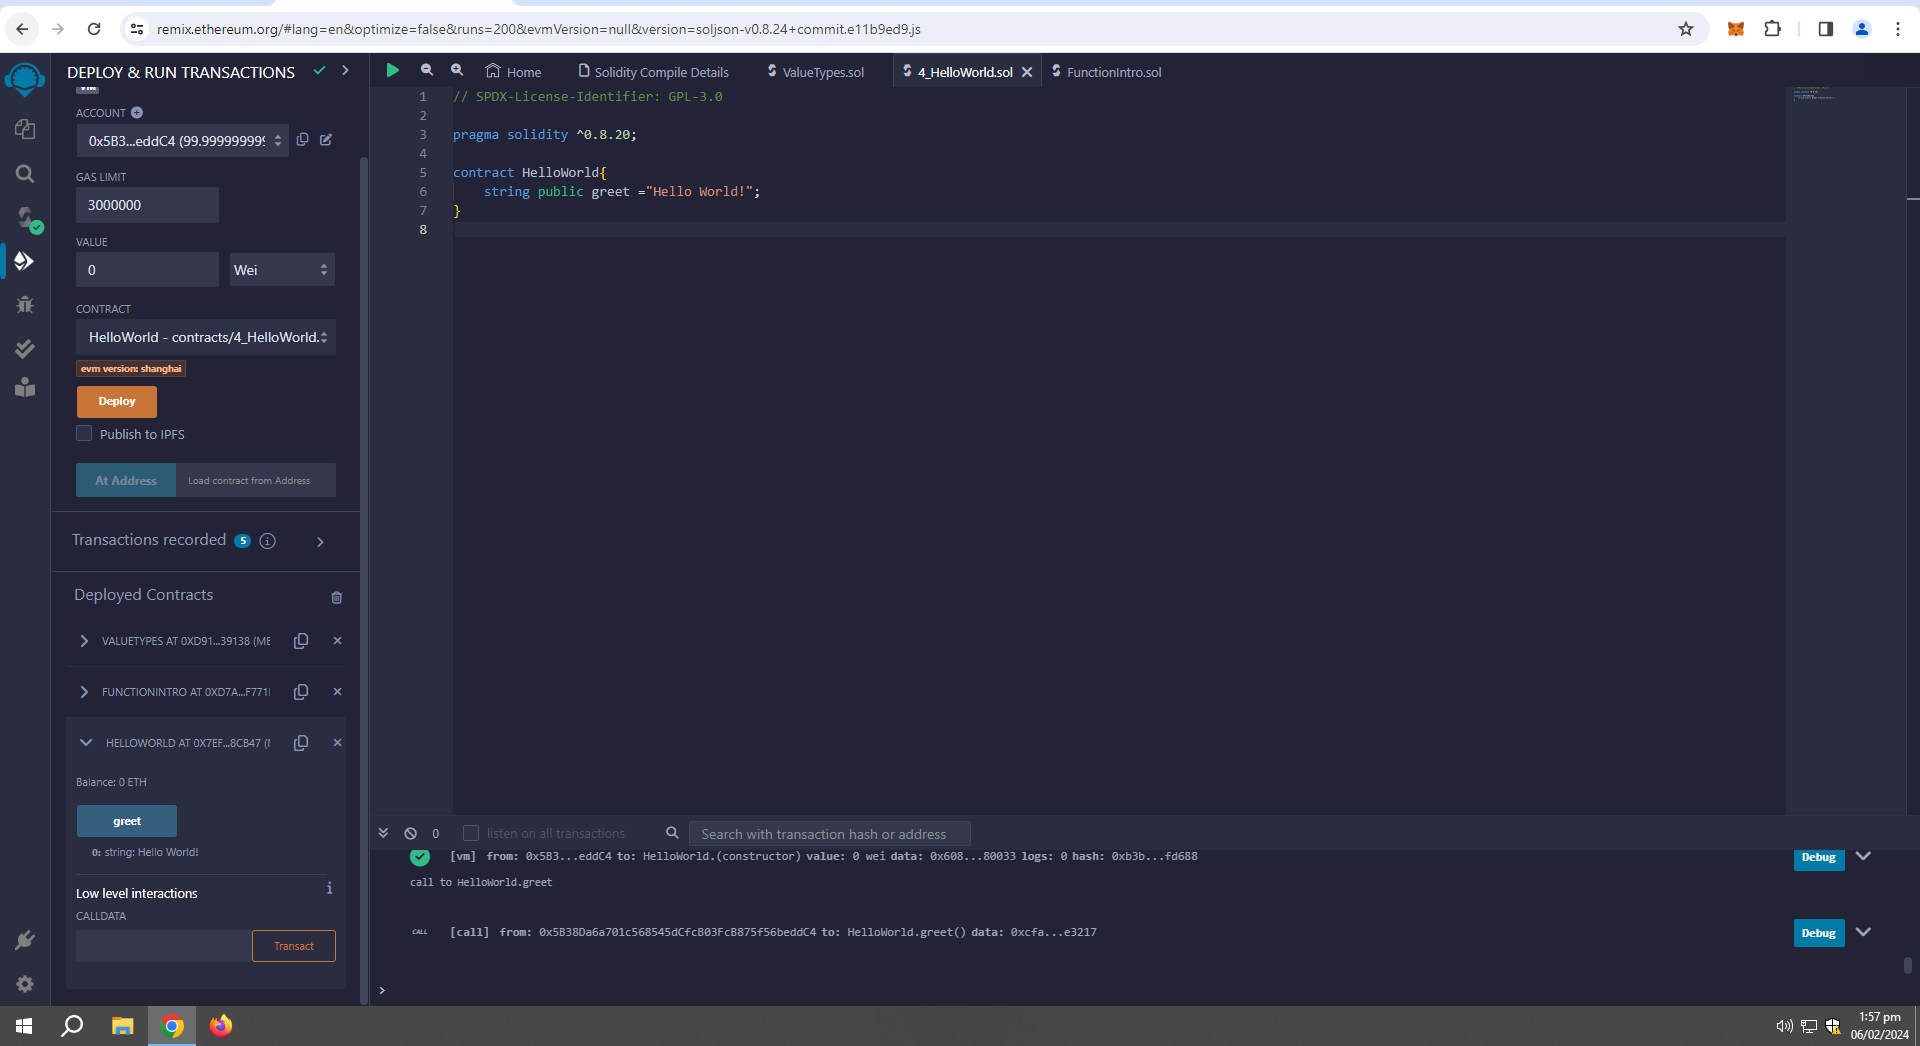 remix.ethereum.org/#lang=en&optimize=false&runs=200&evmVersion=null&version=soljson-v0.8.24+commit.e11b9ed9.js
DEPLOY & RUN TRANSACTIONS
VM
ACCOUNT
0x5B3...eddC4 (99.999999999
GAS LIMIT
3000000
VALUE
0
Wei
CONTRACT
HelloWorld - contracts/4_HelloWorld.
evm version: shanghai
Deploy
Publish to IPFS
At Address
Load contract from Address
Transactions recorded 5 i
Deployed Contracts
VALUETYPES AT 0XD91...39138 (ME
FUNCTIONINTRO AT 0XD7A...F771
HELLOWORLD AT 0X7EF...8CB47 (
Balance: 0 ETH
greet
0: string: Hello World!
Low level interactions
i
CALLDATA
Transact
Home
Solidity Compile Details
ValueTypes.sol
4_HelloWorld.sol
FunctionIntro.sol
1 // SPDX-License-Identifier: GPL-3.0
2
3 pragma solidity ^0.8.20;
4
5 contract HelloWorld{
6 string public greet ="Hello World!";
7 }
8
0
listen on all transactions
Search with transaction hash or address
[vm] from: 0x5B3...eddC4 to: HelloWorld.(constructor) value: 0 wei data: 0x608...80033 logs: 0 hash: 0xb3b...fd688
Debug
call to HelloWorld.greet
CALL [call] from: 0x5B38Da6a701c568545dCfcB03FcB875f56beddC4 to: HelloWorld.greet() data: 0xcfa...e3217
Debug
>
1:57 pm
06/02/2024